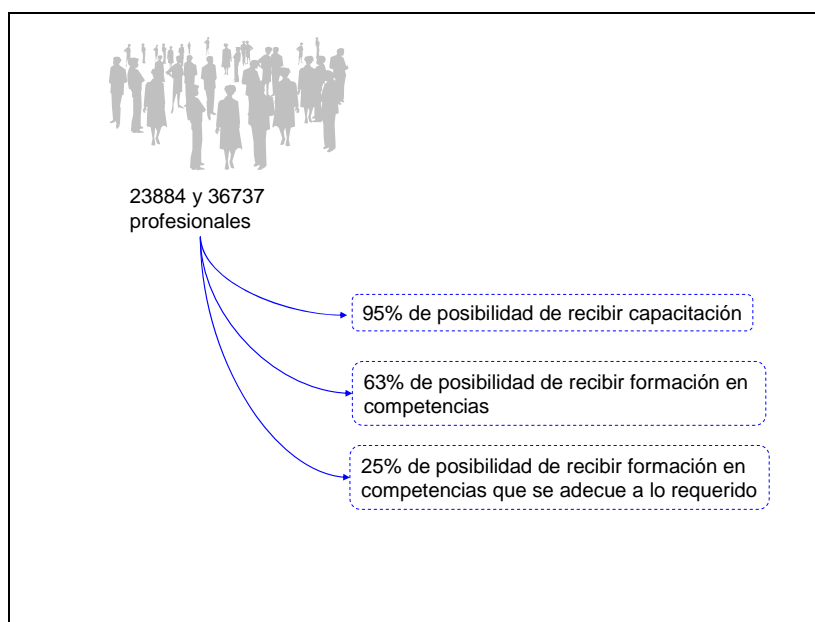 23884 y 36737
profesionales
95% de posibilidad de recibir capacitación
63% de posibilidad de recibir formación en
competencias
25% de posibilidad de recibir formación en
competencias que se adecue a lo requerido